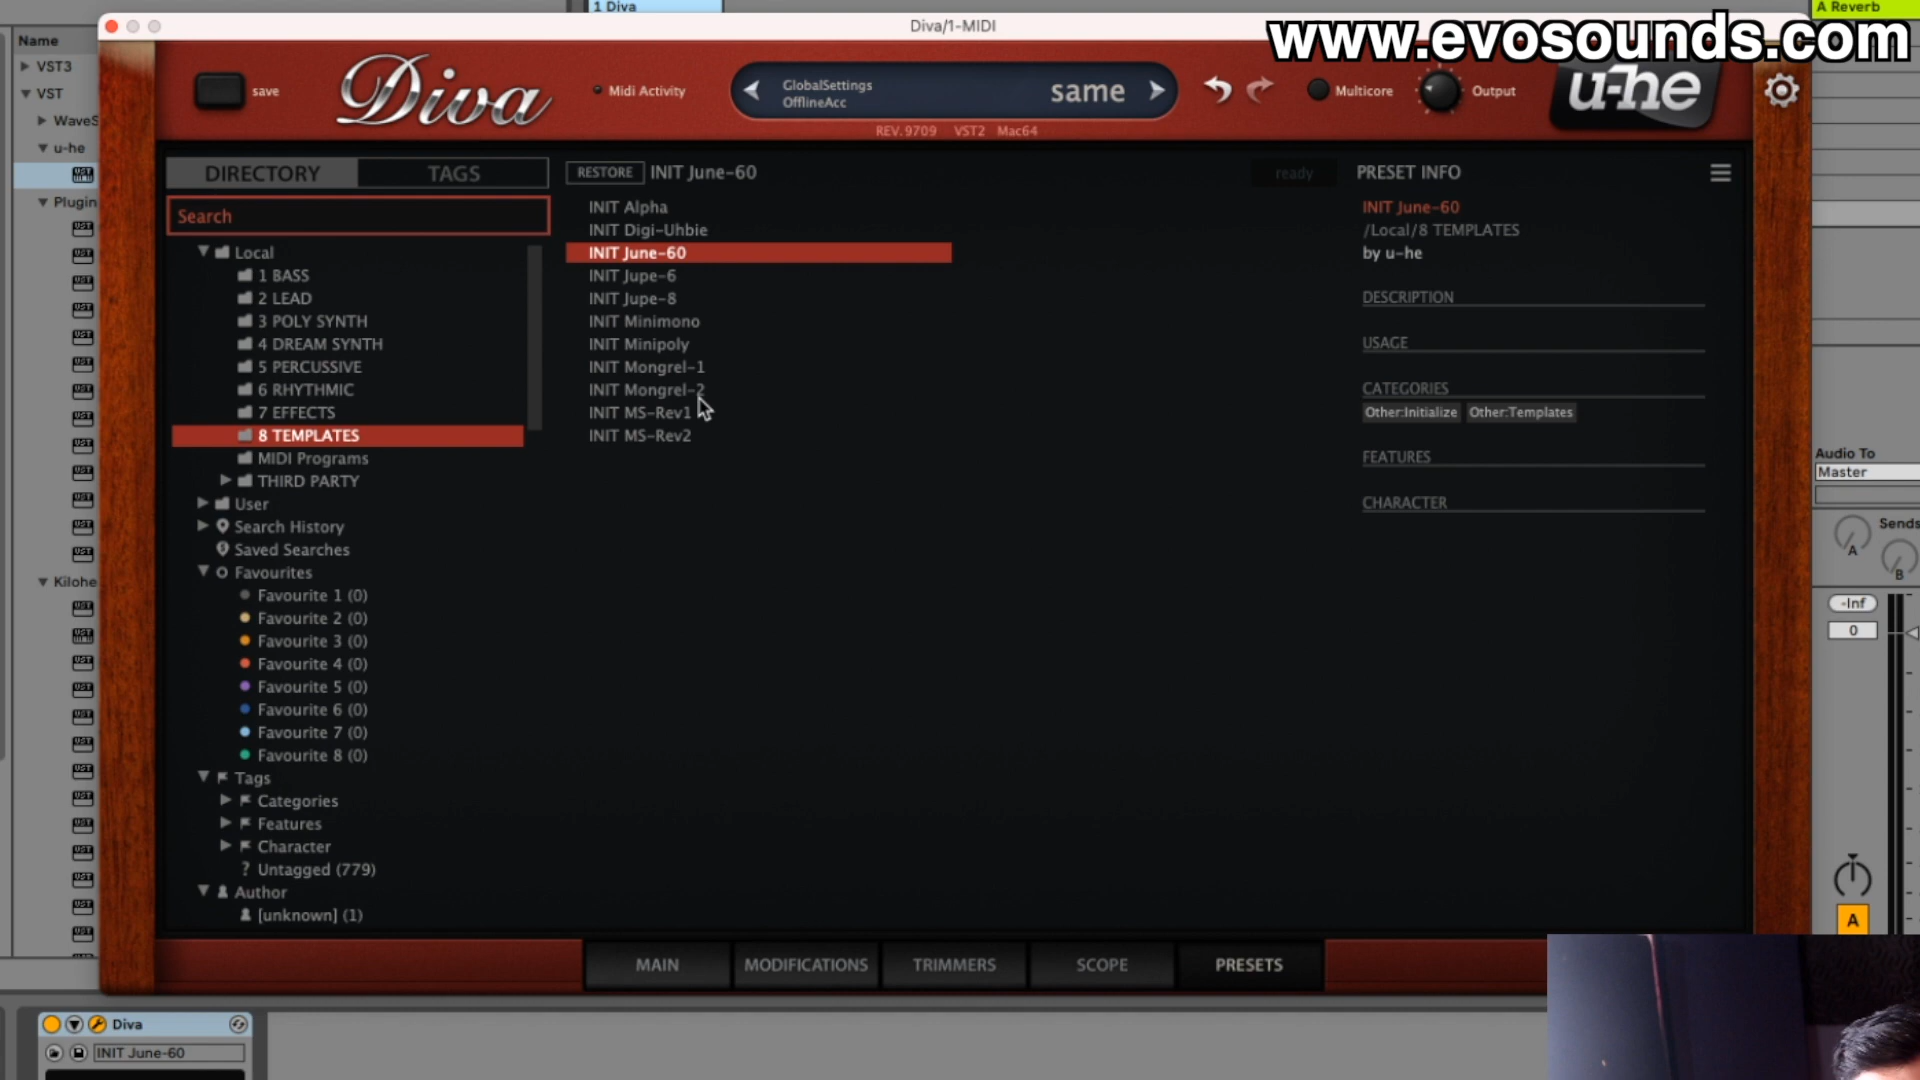 1 Diva
A Reverb
Diva/1-MIDI
www.evosounds.com
Name
VST3
VST
WaveS
u-he
Plugin
Kilohe
save
Diva
Midi Activity
GlobalSettings
OfflineAcc
same
Multicore
Output
u-he
REV.9709 VST2 Mac64
DIRECTORY
TAGS
Search
Local
1 BASS
2 LEAD
3 POLY SYNTH
4 DREAM SYNTH
5 PERCUSSIVE
6 RHYTHMIC
7 EFFECTS
8 TEMPLATES
MIDI Programs
THIRD PARTY
User
Search History
Saved Searches
Favourites
Favourite 1 (0)
Favourite 2 (0)
Favourite 3 (0)
Favourite 4 (0)
Favourite 5 (0)
Favourite 6 (0)
Favourite 7 (0)
Favourite 8 (0)
Tags
Categories
Features
Character
? Untagged (779)
Author
[unknown] (1)
RESTORE INIT June-60
ready
INIT Alpha
INIT Digi-Uhbie
INIT June-60
INIT Jupe-6
INIT Jupe-8
INIT Minimono
INIT Minipoly
INIT Mongrel-1
INIT Mongrel-2
INIT MS-Rev1
INIT MS-Rev2
PRESET INFO
INIT June-60
/Local/8 TEMPLATES
by u-he
DESCRIPTION
USAGE
CATEGORIES
Other:Initialize Other:Templates
FEATURES
CHARACTER
Audio To
Master
Sends
A
B
-Inf
0
A
MAIN
MODIFICATIONS
TRIMMERS
SCOPE
PRESETS
Diva
INIT June-60